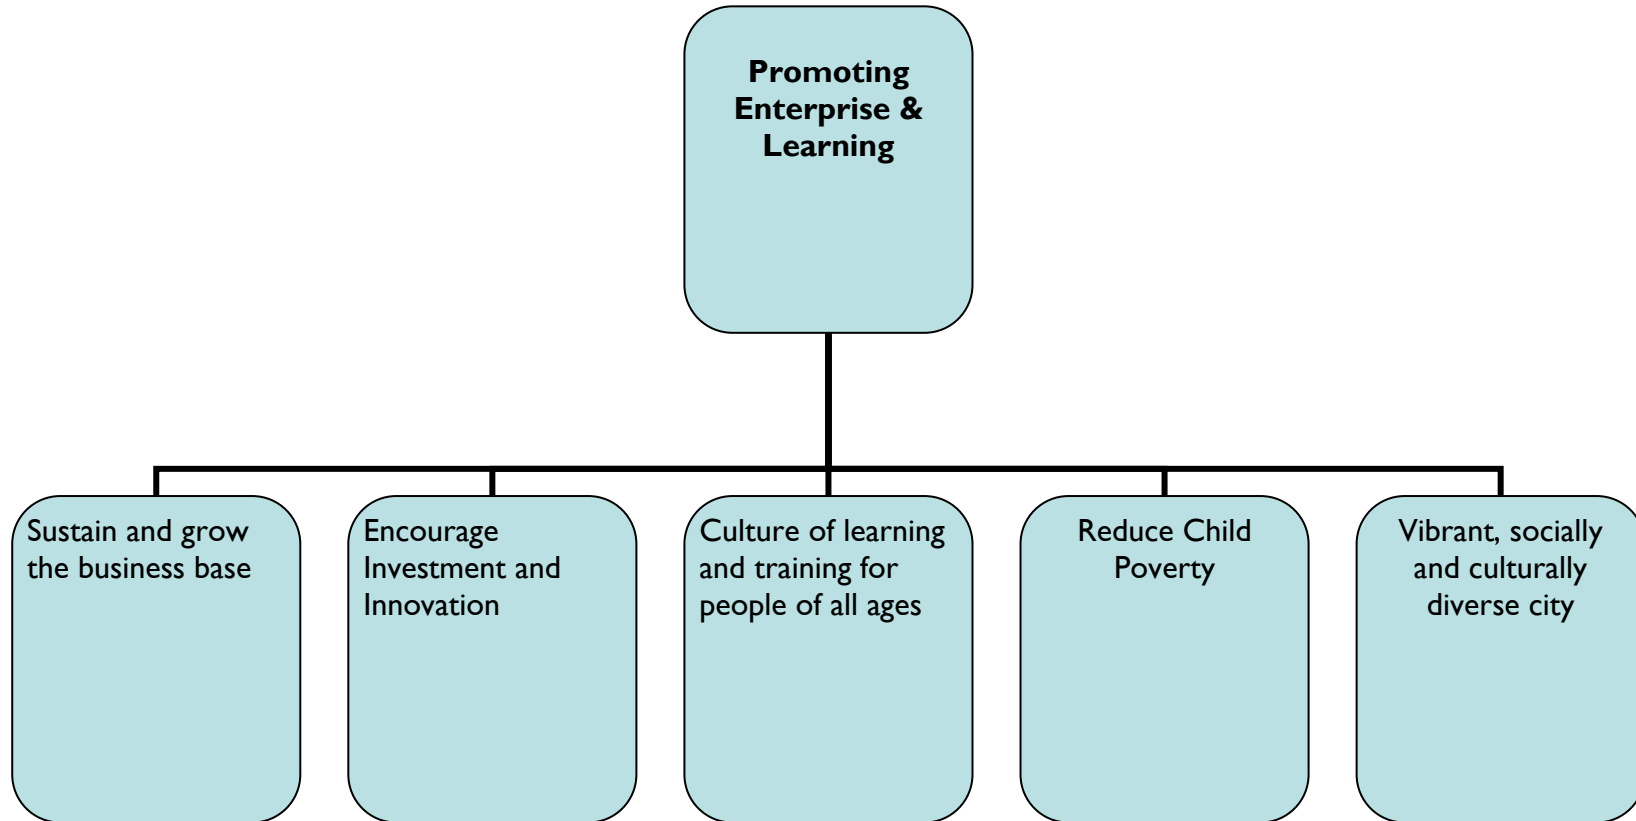 Promoting
Enterprise &
Learning
Sustain and grow
the business base
Encourage
Investment and
Innovation
Culture of learning
and training for
people of all ages
Reduce Child
Poverty
Vibrant, socially
and culturally
diverse city